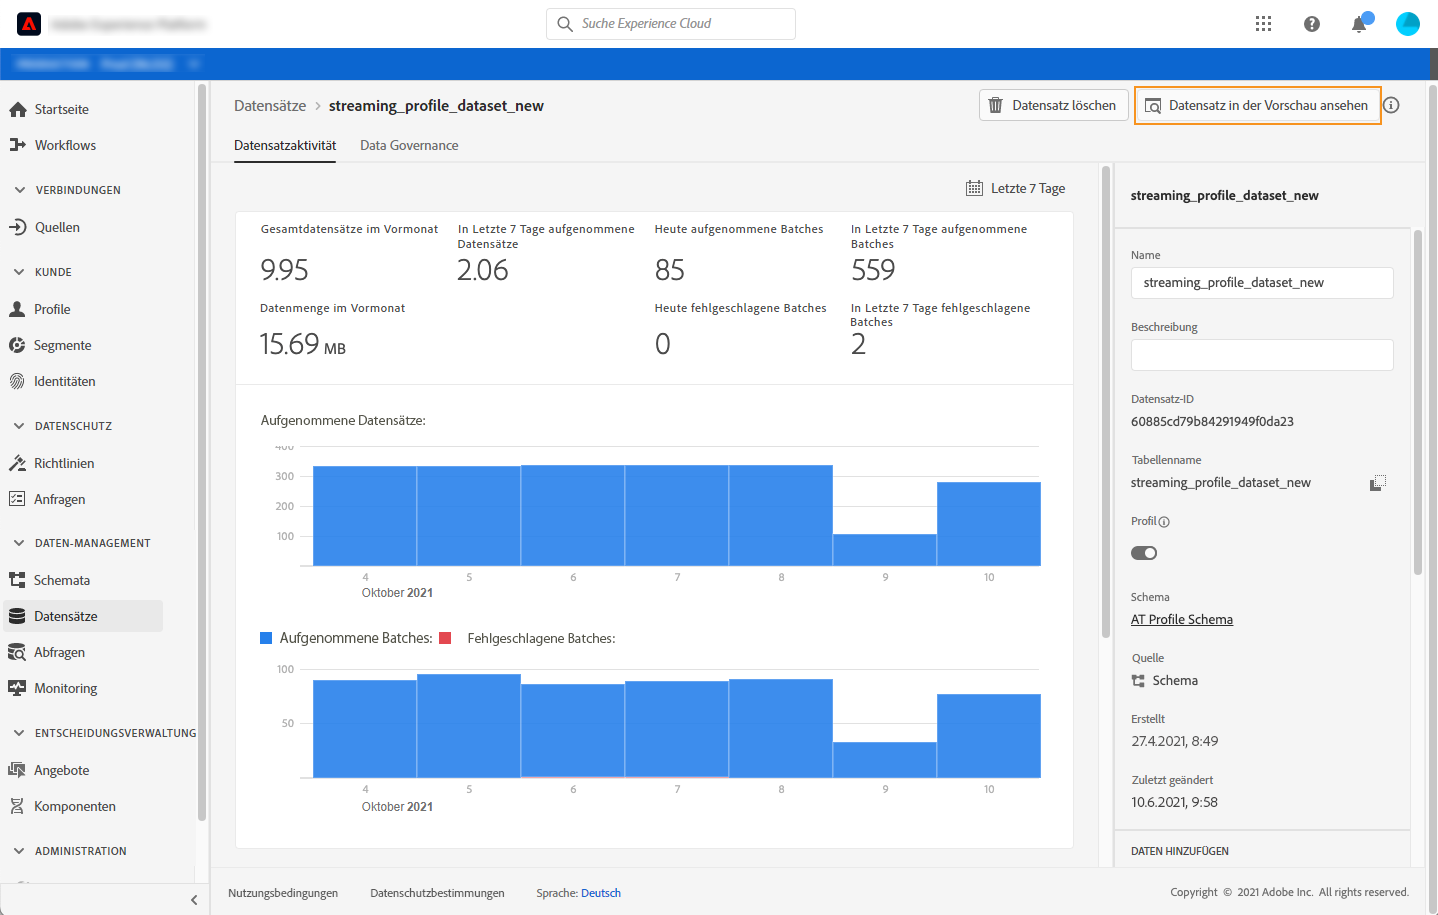 Suche Experience Cloud
Startseite
Workflows
VERBINDUNGEN
Quellen
KUNDE
Profile
Segmente
Identitäten
DATENSCHUTZ
Richtlinien
Anfragen
DATEN-MANAGEMENT
Schemata
Datensätze
Abfragen
Monitoring
ENTSCHEIDUNGSVERWALTUNG
Angebote
Komponenten
ADMINISTRATION
Datensätze > streaming_profile_dataset_new
Datensatz löschen
Datensatz in der Vorschau ansehen
Datensatzaktivität Data Governance
Letzte 7 Tage
Gesamtdatensätze im Vormonat
9.95
In Letzte 7 Tage aufgenommene
Datensätze
2.06
Heute aufgenommene Batches
85
In Letzte 7 Tage aufgenommene
Batches
559
Datenmenge im Vormonat
15.69 MB
Heute fehlgeschlagene Batches
0
In Letzte 7 Tage fehlgeschlagene
Batches
2
Aufgenommene Datensätze:
400
300
200
100
4 5 6 7 8 9 10
Oktober 2021
Aufgenommene Batches: Fehlgeschlagene Batches:
100
50
4 5 6 7 8 9 10
Oktober 2021
streaming_profile_dataset_new
Name
streaming_profile_dataset_new
Beschreibung
Datensatz-ID
60885cd79b84291949f0da23
Tabellenname
streaming_profile_dataset_new
Profil
Schema
AT Profile Schema
Quelle
Schema
Erstellt
27.4.2021, 8:49
Zuletzt geändert
10.6.2021, 9:58
DATEN HINZUFÜGEN
Nutzungsbedingungen Datenschutzbestimmungen Sprache: Deutsch
Copyright © 2021 Adobe Inc. All rights reserved.